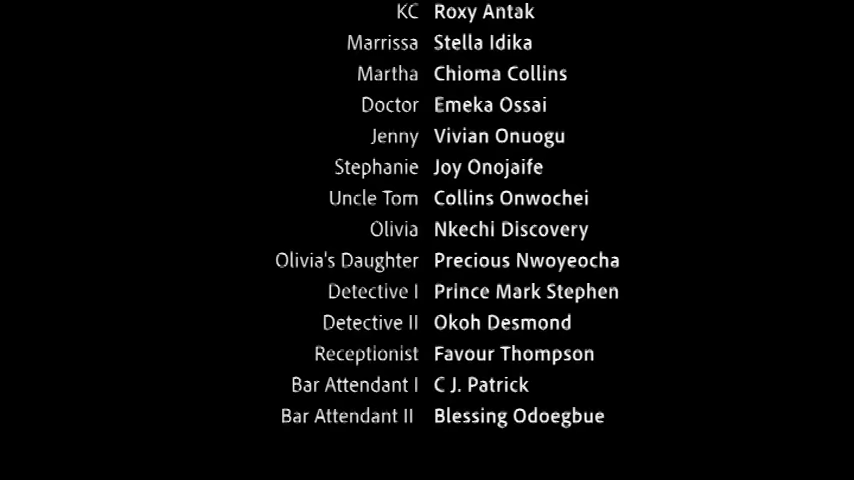 KC Roxy Antak
Marrissa Stella Idika
Martha Chioma Collins
Doctor Emeka Ossai
Jenny Vivian Onuogu
Stephanie Joy Onojaife
Uncle Tom Collins Onwochei
Olivia Nkechi Discovery
Olivia's Daughter Precious Nwoyeocha
Detective I Prince Mark Stephen
Detective II Okoh Desmond
Receptionist Favour Thompson
Bar Attendant I C J. Patrick
Bar Attendant II Blessing Odoegbue